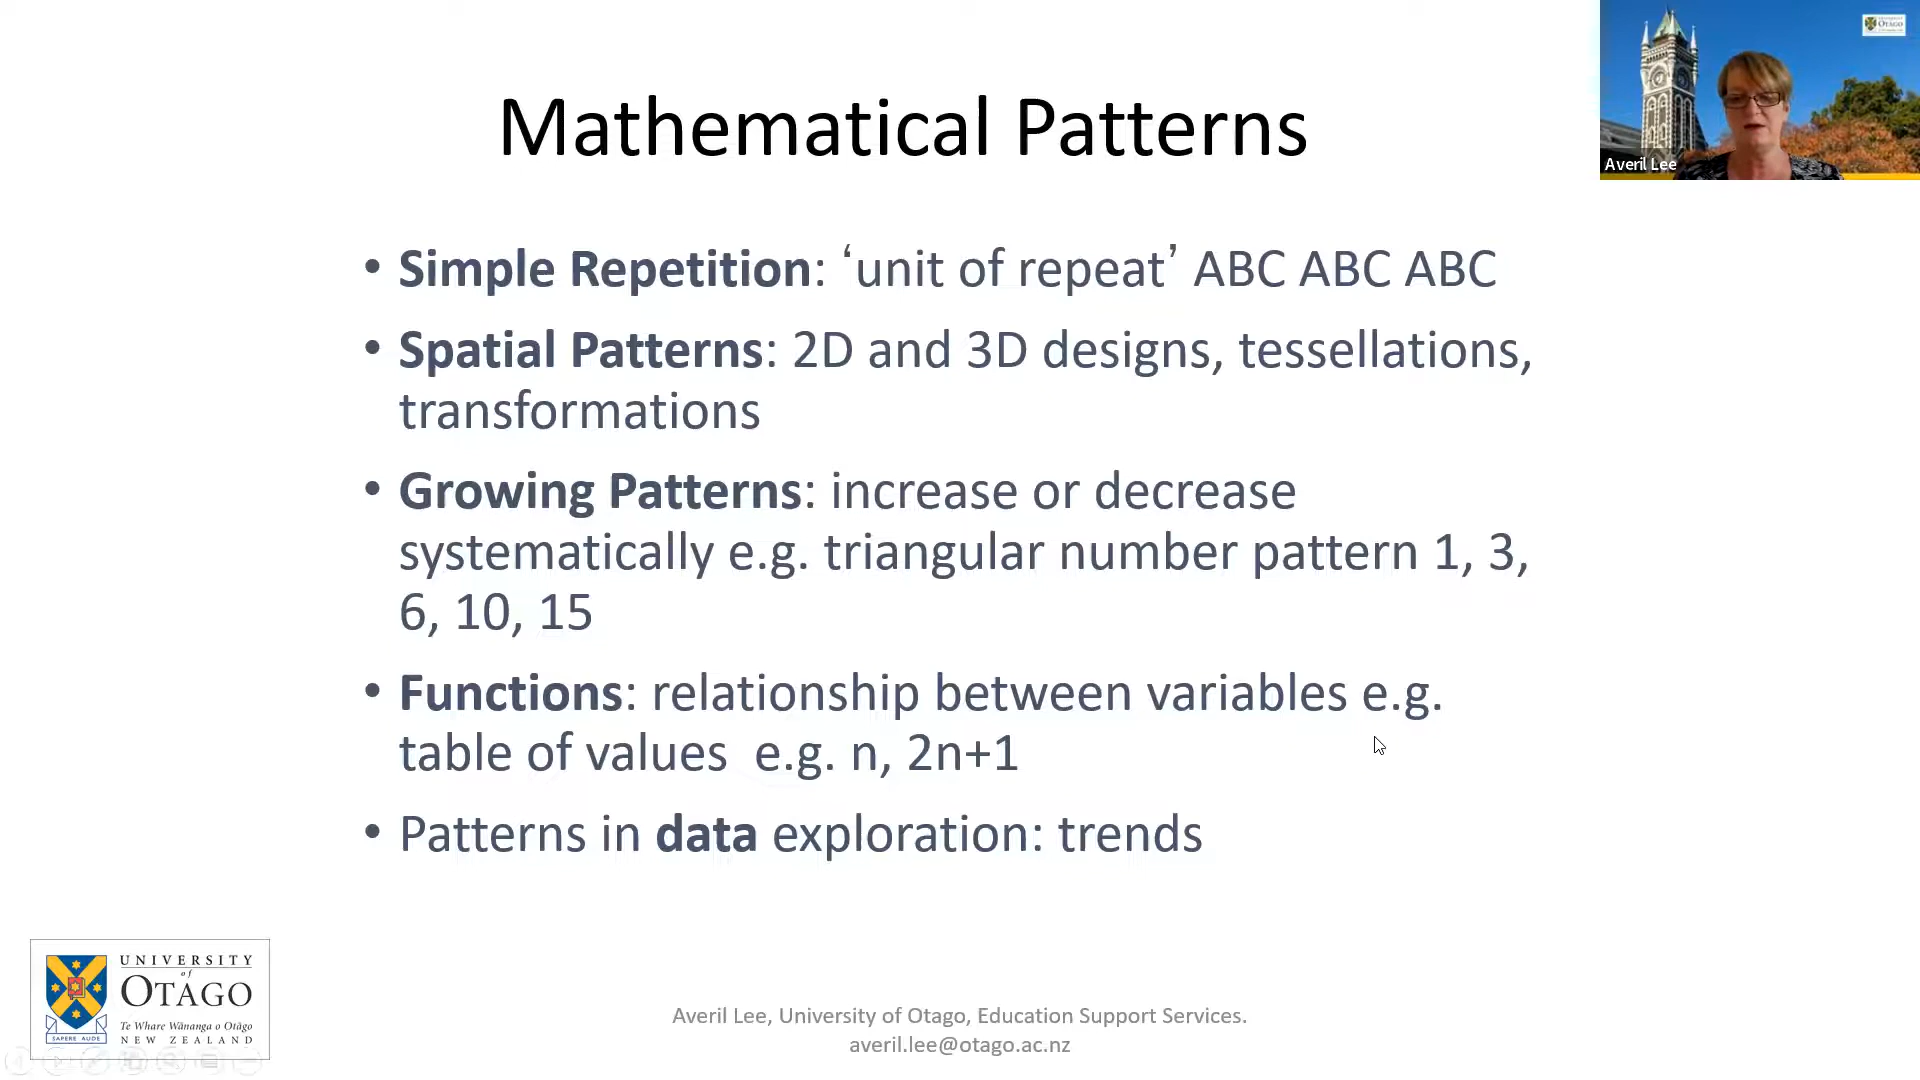 Mathematical Patterns
• Simple Repetition: ‘unit of repeat’ ABC ABC ABC
• Spatial Patterns: 2D and 3D designs, tessellations,
transformations
• Growing Patterns: increase or decrease
systematically e.g. triangular number pattern 1, 3,
6, 10, 15
• Functions: relationship between variables e.g.
table of values  e.g. n, 2n+1
• Patterns in data exploration: trends
Averil Lee
OTAGO
UNIVERSITY
of
OTĀGO
Te Whare Wānanga o Otāgo
NEW ZEALAND
SAPERE AUDE
Averil Lee, University of Otago, Education Support Services.
averil.lee@otago.ac.nz